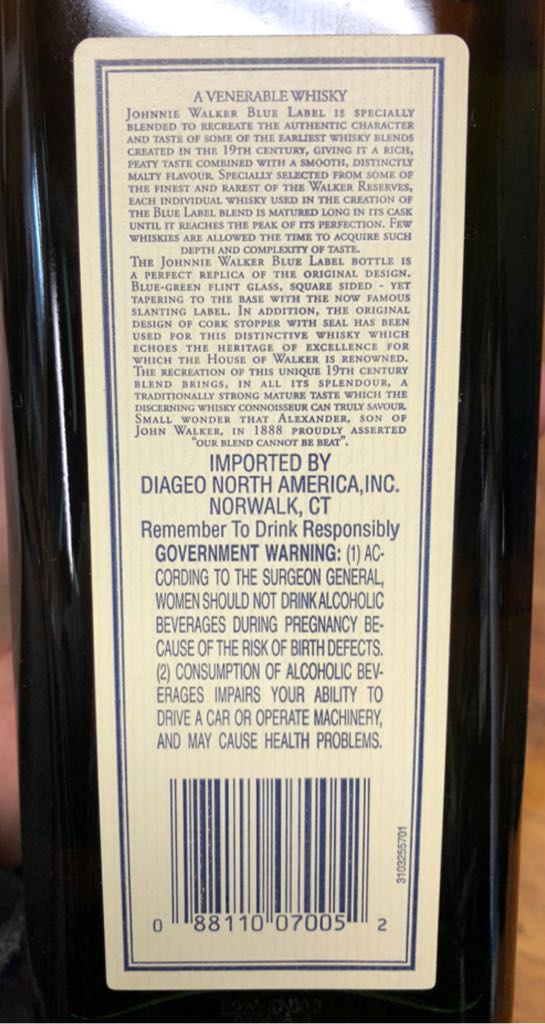 A VENERABLE WHISKY
JOHNNIE WALKER BLUE LABEL IS SPECIALLY
BLENDED TO RECREATE THE AUTHENTIC CHARACTER
AND TASTE OF SOME OF THE EARLIEST WHISKY BLENDS
CREATED IN THE 19TH CENTURY, GIVING IT A RICH,
PEATY TASTE COMBINED WITH A SMOOTH, DISTINCTLY
MALTY FLAVOUR. SPECIALLY SELECTED FROM SOME OF
THE FINEST AND RAREST OF THE WALKER RESERVES,
EACH INDIVIDUAL WHISKY USED IN THE CREATION OF
THE BLUE LABEL BLEND IS MATURED LONG IN ITS CASK
UNTIL IT REACHES THE PEAK OF ITS PERFECTION. FEW
WHISKIES ARE ALLOWED THE TIME TO ACQUIRE SUCH
DEPTH AND COMPLEXITY OF TASTE.
THE JOHNNIE WALKER BLUE LABEL BOTTLE IS
A PERFECT REPLICA OF THE ORIGINAL DESIGN.
BLUE-GREEN FLINT GLASS, SQUARE SIDED - YET
TAPERING TO THE BASE WITH THE NOW FAMOUS
SLANTING LABEL. IN ADDITION, THE ORIGINAL
DESIGN OF CORK STOPPER WITH SEAL HAS BEEN
USED FOR THIS DISTINCTIVE WHISKY WHICH
ECHOES THE HERITAGE OF EXCELLENCE FOR
WHICH THE HOUSE OF WALKER IS RENOWNED.
THE RECREATION OF THIS UNIQUE 19TH CENTURY
BLEND BRINGS, IN ALL ITS SPLENDOUR, A
TRADITIONALLY STRONG MATURE TASTE WHICH THE
DISCERNING WHISKY CONNOISSEUR CAN TRULY SAVOUR.
SMALL WONDER THAT ALEXANDER, SON OF
JOHN WALKER, IN 1888 PROUDLY ASSERTED
"OUR BLEND CANNOT BE BEAT".
IMPORTED BY
DIAGEO NORTH AMERICA,INC.
NORWALK, CT
Remember To Drink Responsibly
GOVERNMENT WARNING: (1) AC-
CORDING TO THE SURGEON GENERAL,
WOMEN SHOULD NOT DRINK ALCOHOLIC
BEVERAGES DURING PREGNANCY BE-
CAUSE OF THE RISK OF BIRTH DEFECTS.
(2) CONSUMPTION OF ALCOHOLIC BEV-
ERAGES IMPAIRS YOUR ABILITY TO
DRIVE A CAR OR OPERATE MACHINERY,
AND MAY CAUSE HEALTH PROBLEMS.
3103255701
0 88110 07005 2